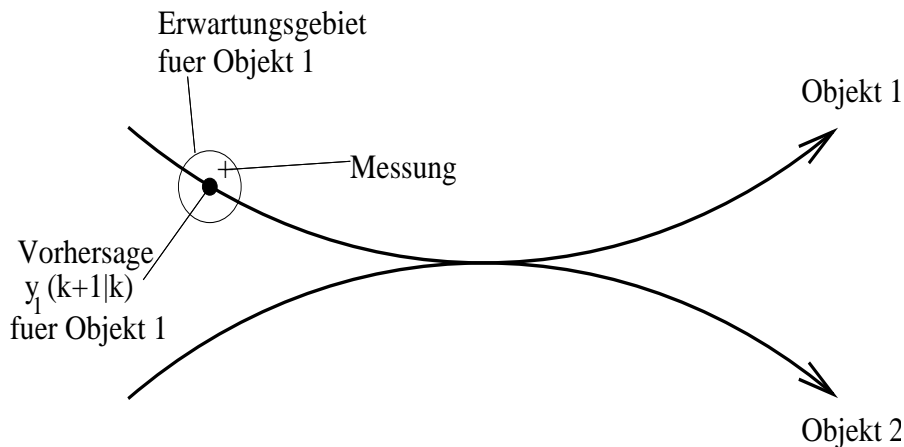 Erwartungsgebiet
fuer Objekt 1
Objekt 1
Messung
Vorhersage
y1 (k+1|k)
fuer Objekt 1
Objekt 2